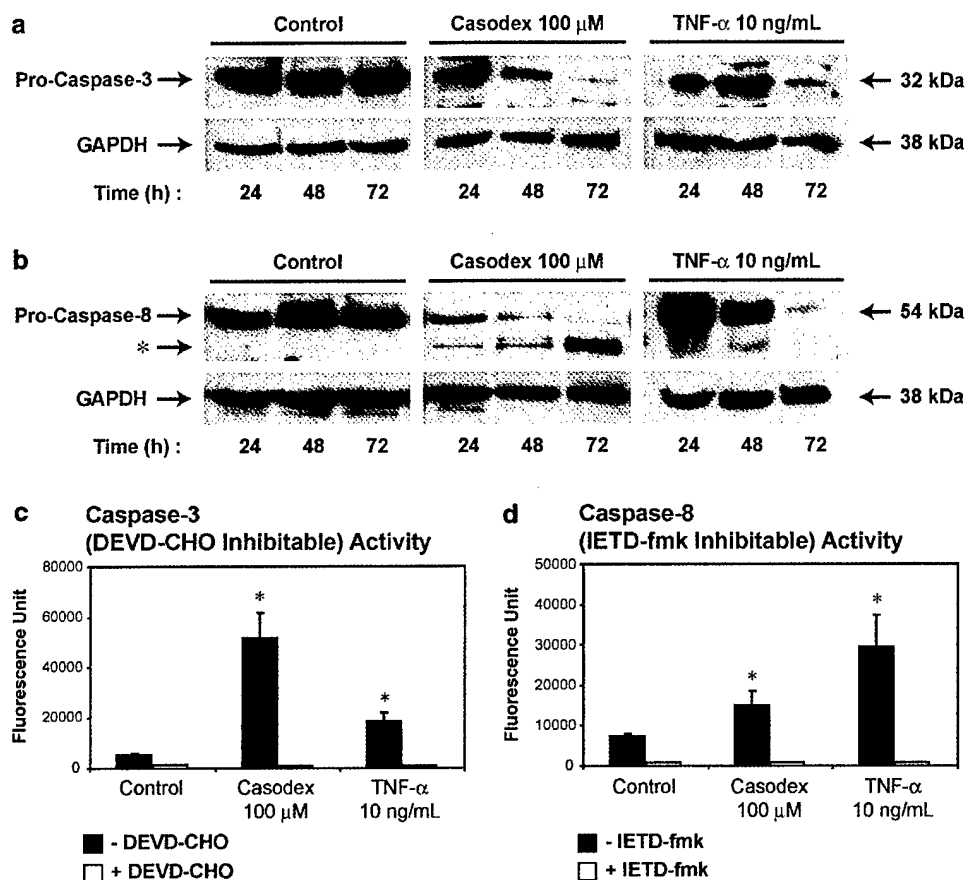 a
Control Casodex 100 μM TNF-α 10 ng/mL
Pro-Caspase-3 → ← 32 kDa
GAPDH → ← 38 kDa
Time (h) : 24 48 72 24 48 72 24 48 72
b
Control Casodex 100 μM TNF-α 10 ng/mL
Pro-Caspase-8 → ← 54 kDa
* →
GAPDH → ← 38 kDa
Time (h) : 24 48 72 24 48 72 24 48 72
c Caspase-3
(DEVD-CHO Inhibitable) Activity
Fluorescence Unit
80000
60000
40000
20000
0
* *
Control Casodex 100 μM TNF-α 10 ng/mL
- DEVD-CHO
+ DEVD-CHO
d Caspase-8
(IETD-fmk Inhibitable) Activity
Fluorescence Unit
50000
40000
30000
20000
10000
0
* *
Control Casodex 100 μM TNF-α 10 ng/mL
- IETD-fmk
+ IETD-fmk